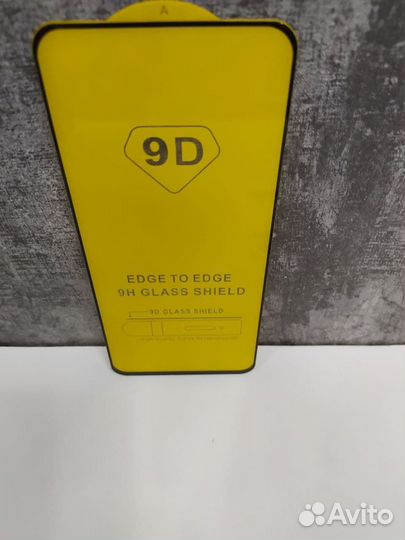 A
9D
EDGE TO EDGE
9H GLASS SHIELD
9D GLASS SHIELD
Avito